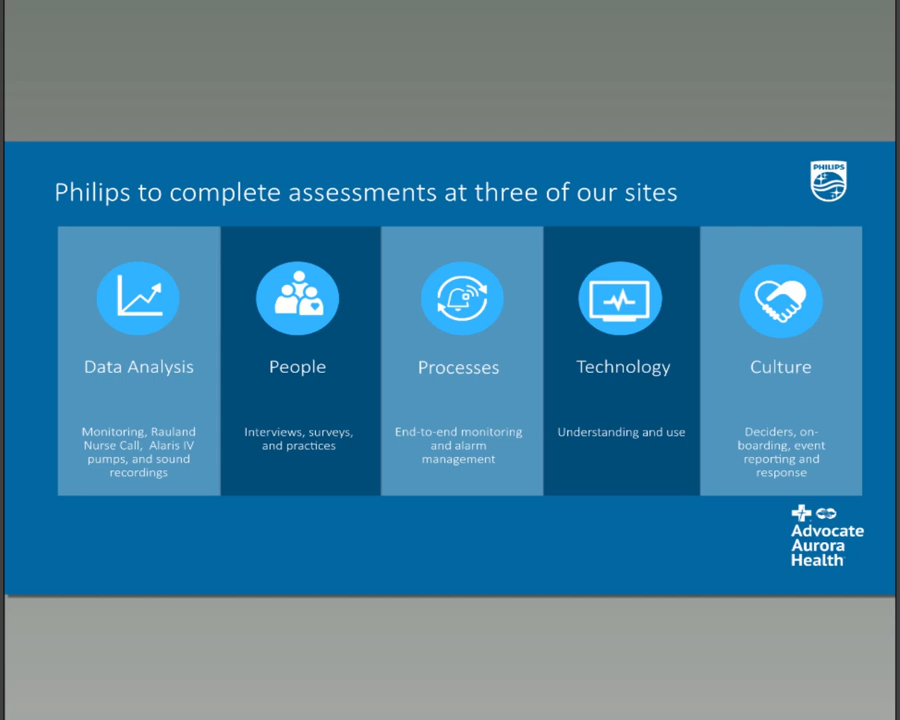 PHILIPS
Philips to complete assessments at three of our sites
Data Analysis
Monitoring, Rauland
Nurse Call, Alaris IV
pumps, and sound
recordings
People
Interviews, surveys,
and practices
Processes
End-to-end monitoring
and alarm
management
Technology
Understanding and use
Culture
Deciders, on-
boarding, event
reporting and
response
Advocate
Aurora
Health